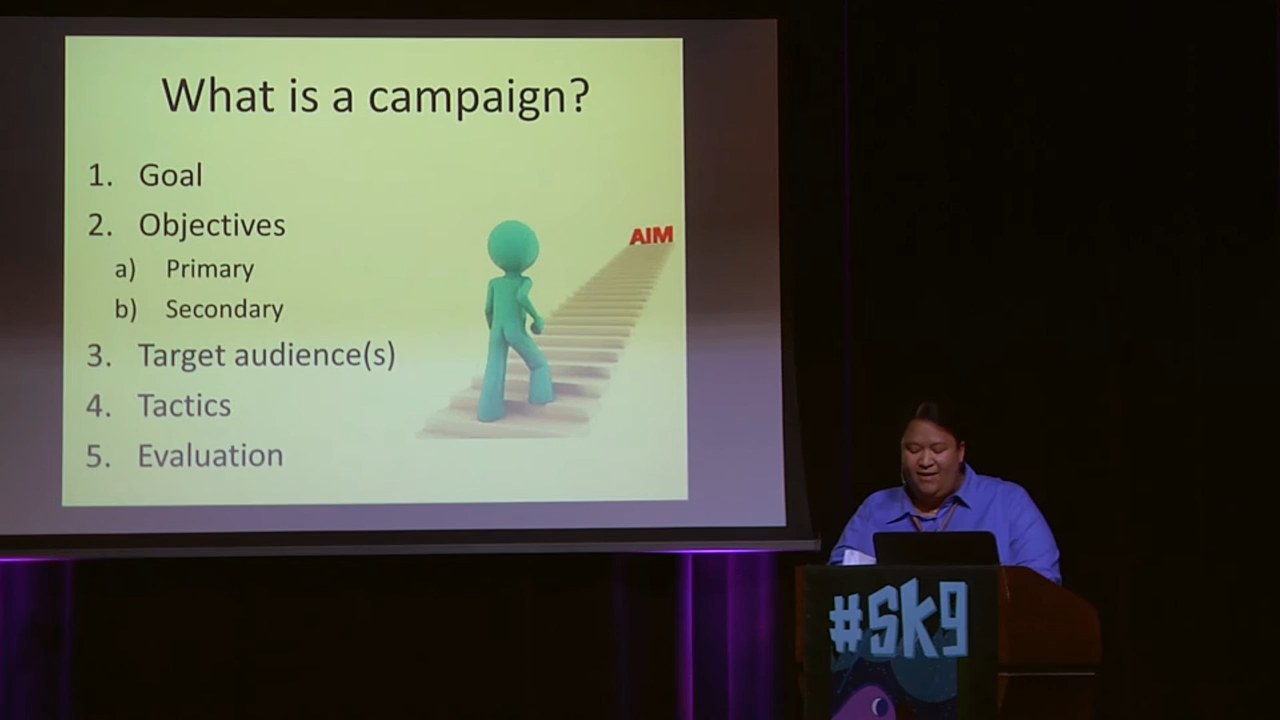 What is a campaign?
1. Goal
2. Objectives
a) Primary
b) Secondary
3. Target audience(s)
4. Tactics
5. Evaluation
AIM
#SK9